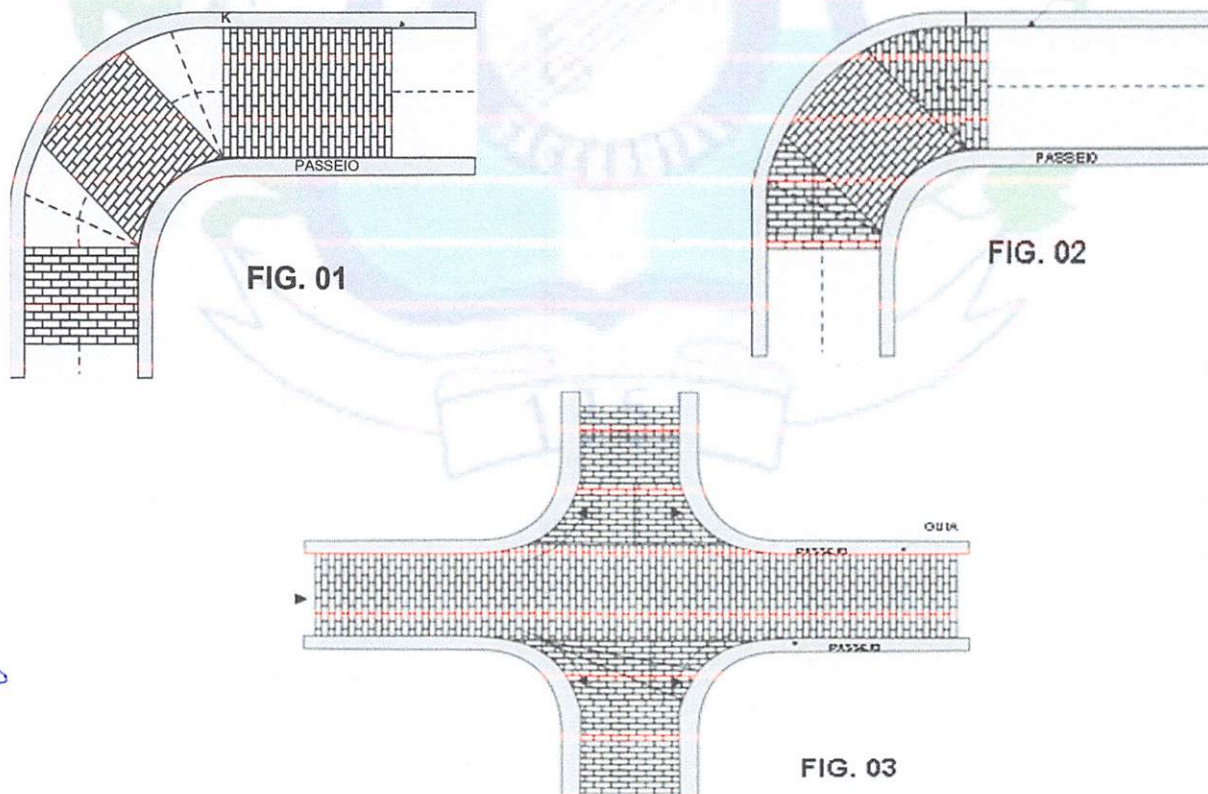 K
PASSEIO
FIG. 01
PASSEIO
FIG. 02
GUIA
PASSEIO
PASSEIO
FIG. 03